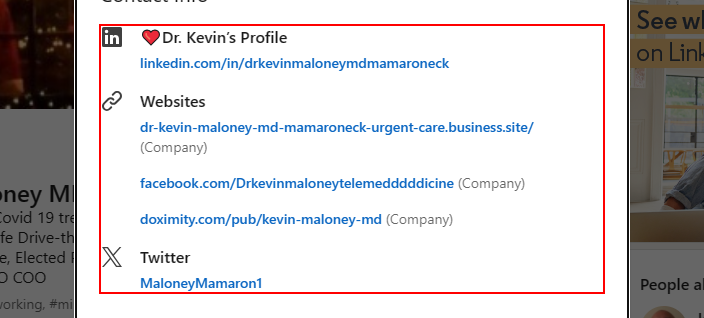 Contact Info
in ❤️Dr. Kevin's Profile
linkedin.com/in/drkevinmaloneymdmamaroneck
Websites
dr-kevin-maloney-md-mamaroneck-urgent-care.business.site/
(Company)
facebook.com/Drkevinmaloneytelemedddddicine (Company)
doximity.com/pub/kevin-maloney-md (Company)
Twitter
MaloneyMamaron1
oney M
ovid 19 tre
fe Drive-th
e, Elected
O COO
working, #mi
See w
on Link
People al